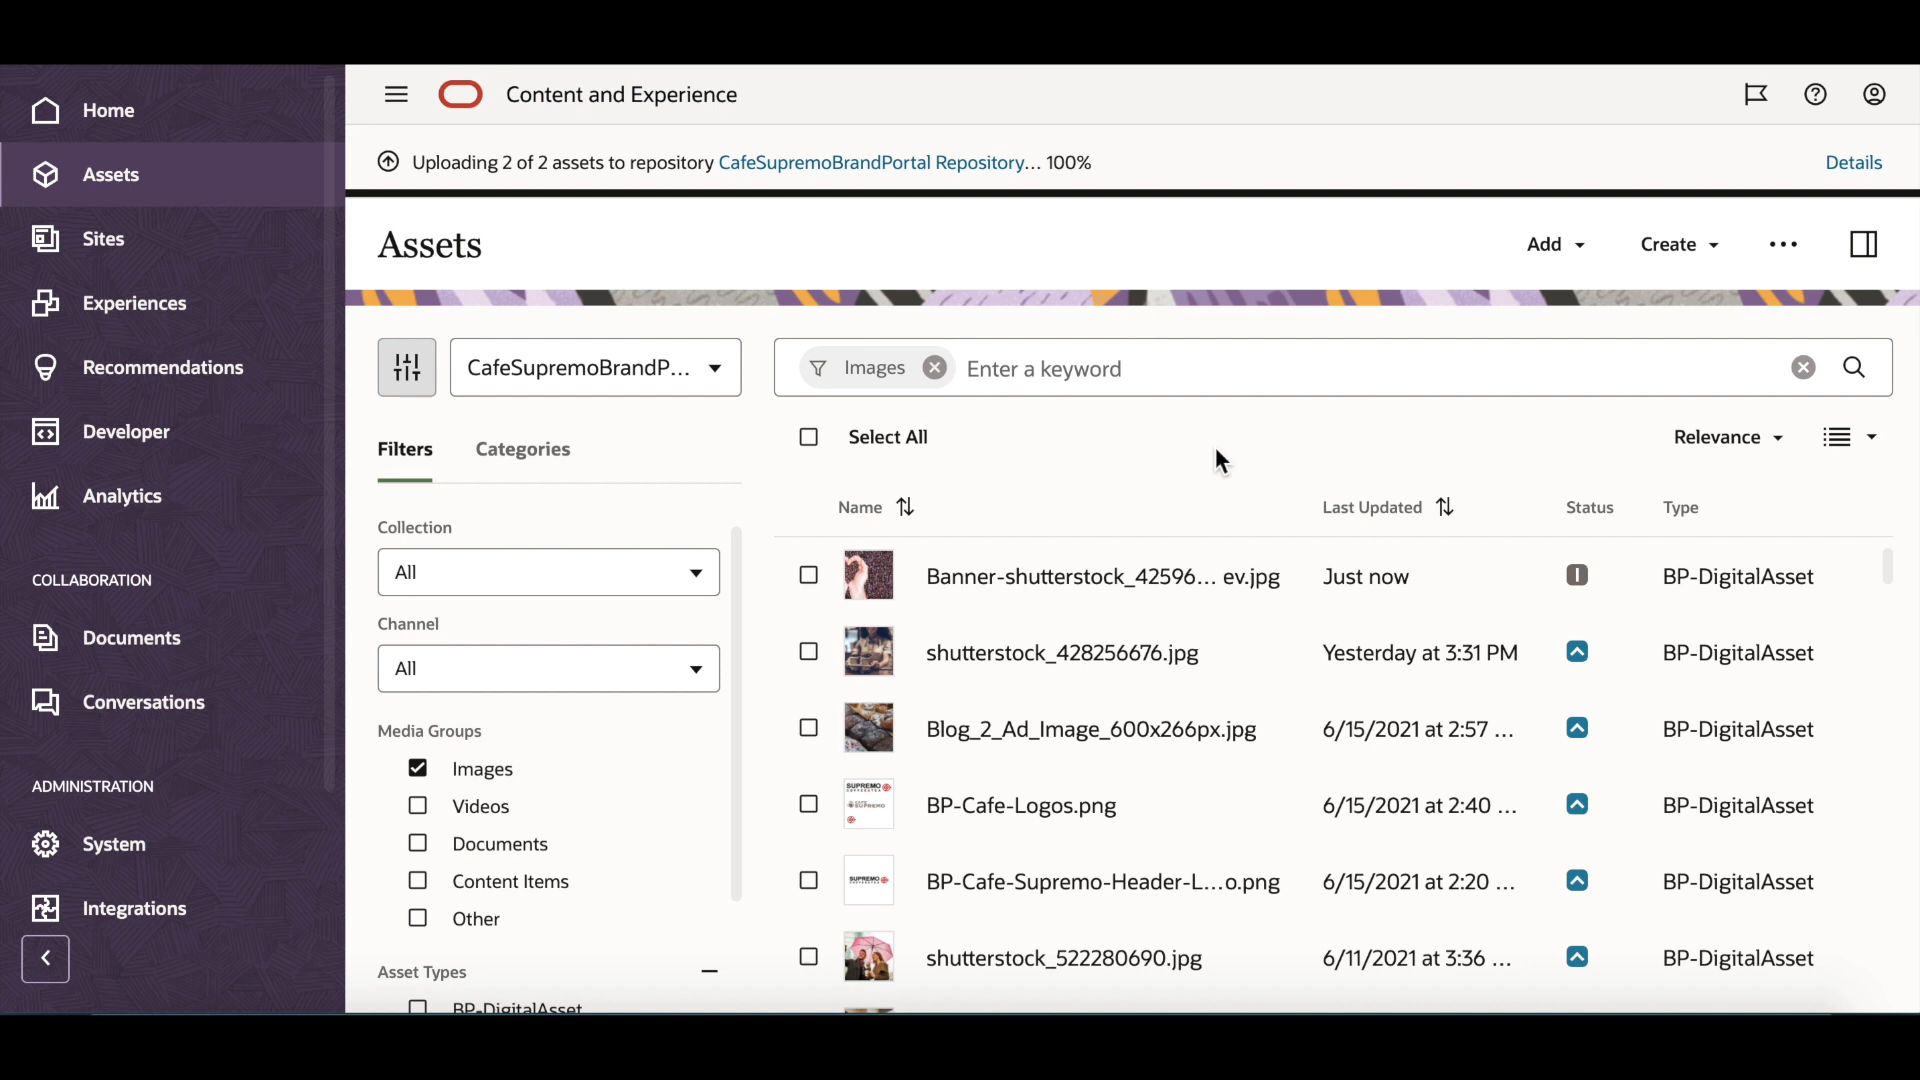 Home
Assets
Sites
Experiences
Recommendations
Developer
Analytics
COLLABORATION
Documents
Conversations
ADMINISTRATION
System
Integrations
Content and Experience
Uploading 2 of 2 assets to repository CafeSupremoBrandPortal Repository... 100%
Details
Assets
Add
Create
CafeSupremoBrandP...
Images
Enter a keyword
Filters
Categories
Select All
Relevance
Collection
All
Channel
All
Media Groups
Images
Videos
Documents
Content Items
Other
Asset Types
BP-DigitalAsset
Name Last Updated Status Type
Banner-shutterstock_42596... ev.jpg Just now I BP-DigitalAsset
shutterstock_428256676.jpg Yesterday at 3:31 PM BP-DigitalAsset
Blog_2_Ad_Image_600x266px.jpg 6/15/2021 at 2:57 ... BP-DigitalAsset
SUPREMO
BP-Cafe-Logos.png 6/15/2021 at 2:40 ... BP-DigitalAsset
SUPREMO
BP-Cafe-Supremo-Header-L...o.png 6/15/2021 at 2:20 ... BP-DigitalAsset
shutterstock_522280690.jpg 6/11/2021 at 3:36 ... BP-DigitalAsset